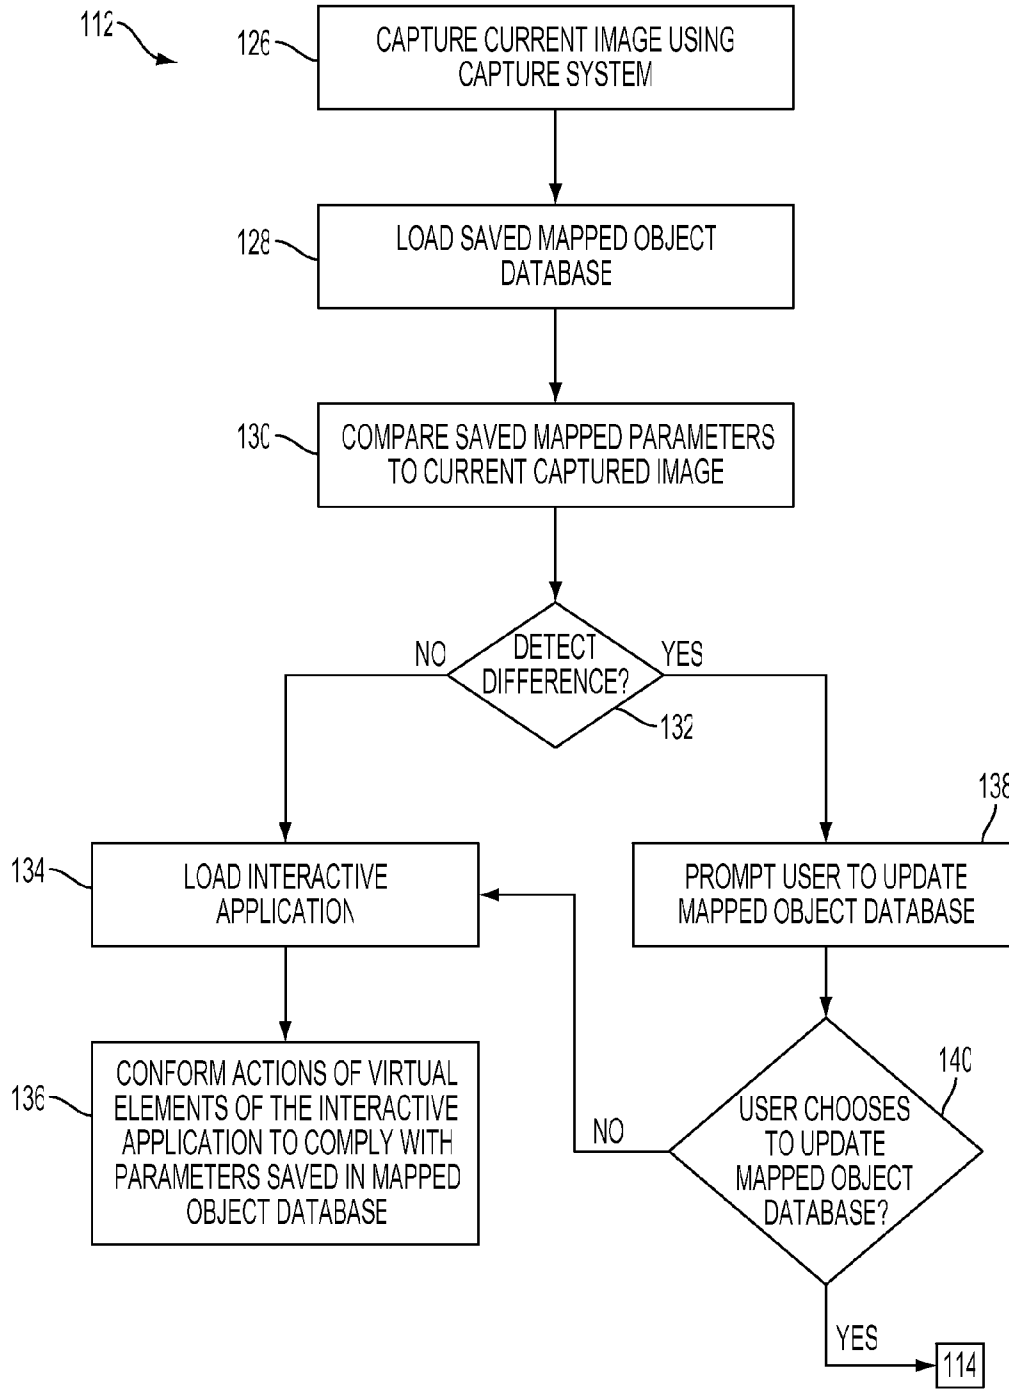 112
126
CAPTURE CURRENT IMAGE USING
CAPTURE SYSTEM
128
LOAD SAVED MAPPED OBJECT
DATABASE
130
COMPARE SAVED MAPPED PARAMETERS
TO CURRENT CAPTURED IMAGE
NO
DETECT
DIFFERENCE?
YES
132
138
134
LOAD INTERACTIVE
APPLICATION
PROMPT USER TO UPDATE
MAPPED OBJECT DATABASE
136
CONFORM ACTIONS OF VIRTUAL
ELEMENTS OF THE INTERACTIVE
APPLICATION TO COMPLY WITH
PARAMETERS SAVED IN MAPPED
OBJECT DATABASE
140
NO
USER CHOOSES
TO UPDATE
MAPPED OBJECT
DATABASE?
YES
114